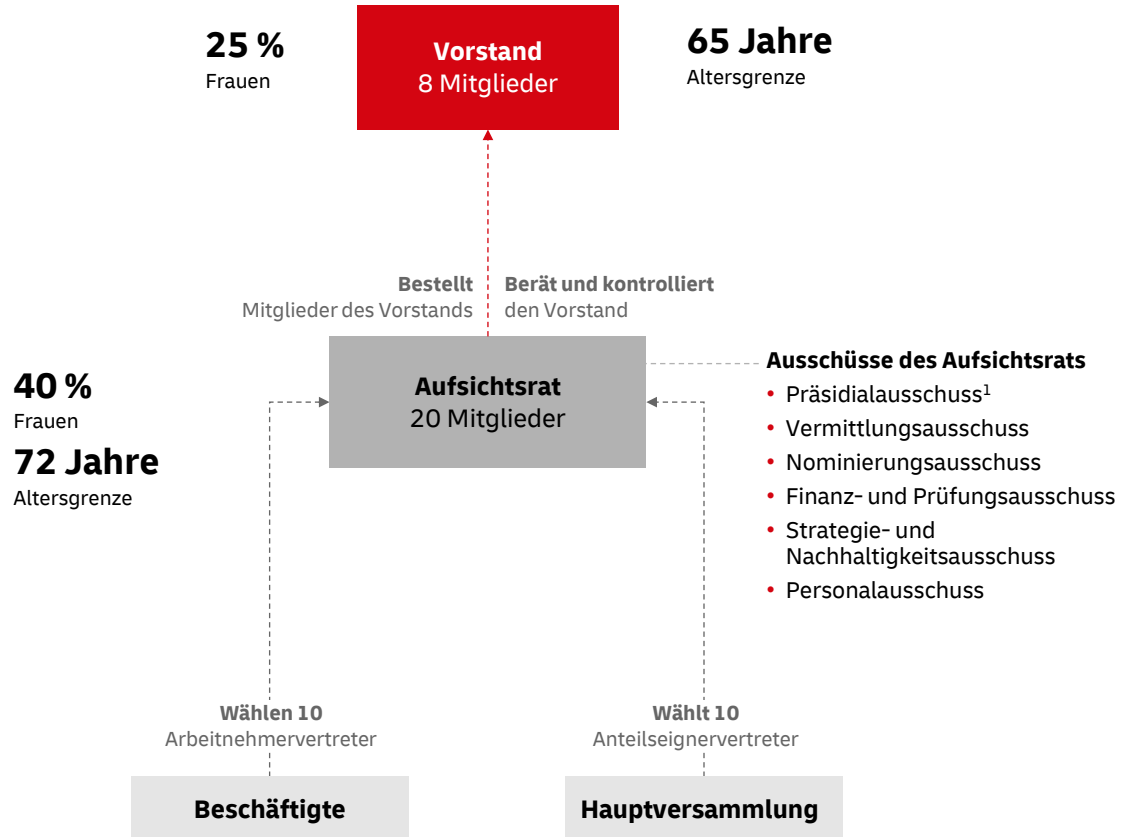 25 %
Frauen
Vorstand
8 Mitglieder
65 Jahre
Altersgrenze
Bestellt
Mitglieder des Vorstands
Berät und kontrolliert
den Vorstand
40 %
Frauen
72 Jahre
Altersgrenze
Aufsichtsrat
20 Mitglieder
Ausschüsse des Aufsichtsrats
• Präsidialausschuss¹
• Vermittlungsausschuss
• Nominierungsausschuss
• Finanz- und Prüfungsausschuss
• Strategie- und
Nachhaltigkeitsausschuss
• Personalausschuss
Wählen 10
Arbeitnehmervertreter
Wählt 10
Anteilseignervertreter
Beschäftigte
Hauptversammlung